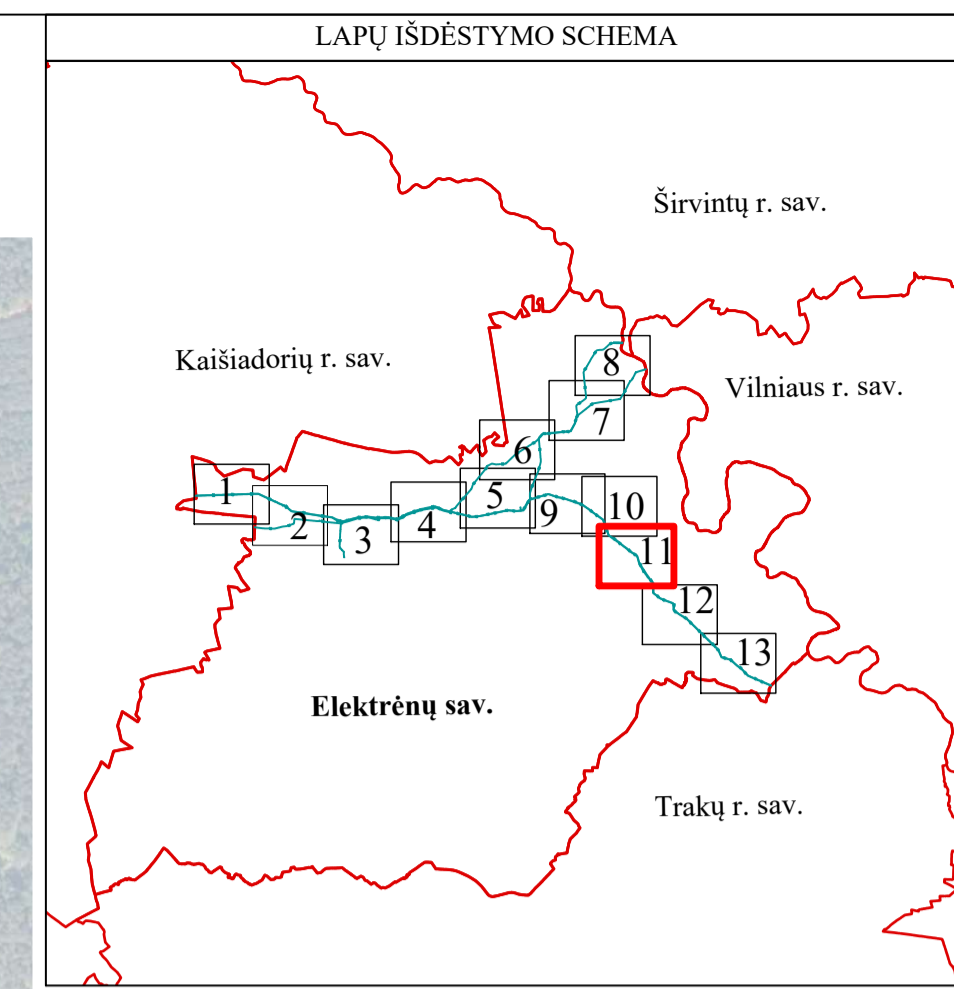 LAPŲ IŠDĖSTYMO SCHEMA
Širvintų r. sav.
Kaišiadorių r. sav.
Vilniaus r. sav.
8
7
6
1
5
10
2
4
9
3
11
12
13
Elektrėnų sav.
Trakų r. sav.